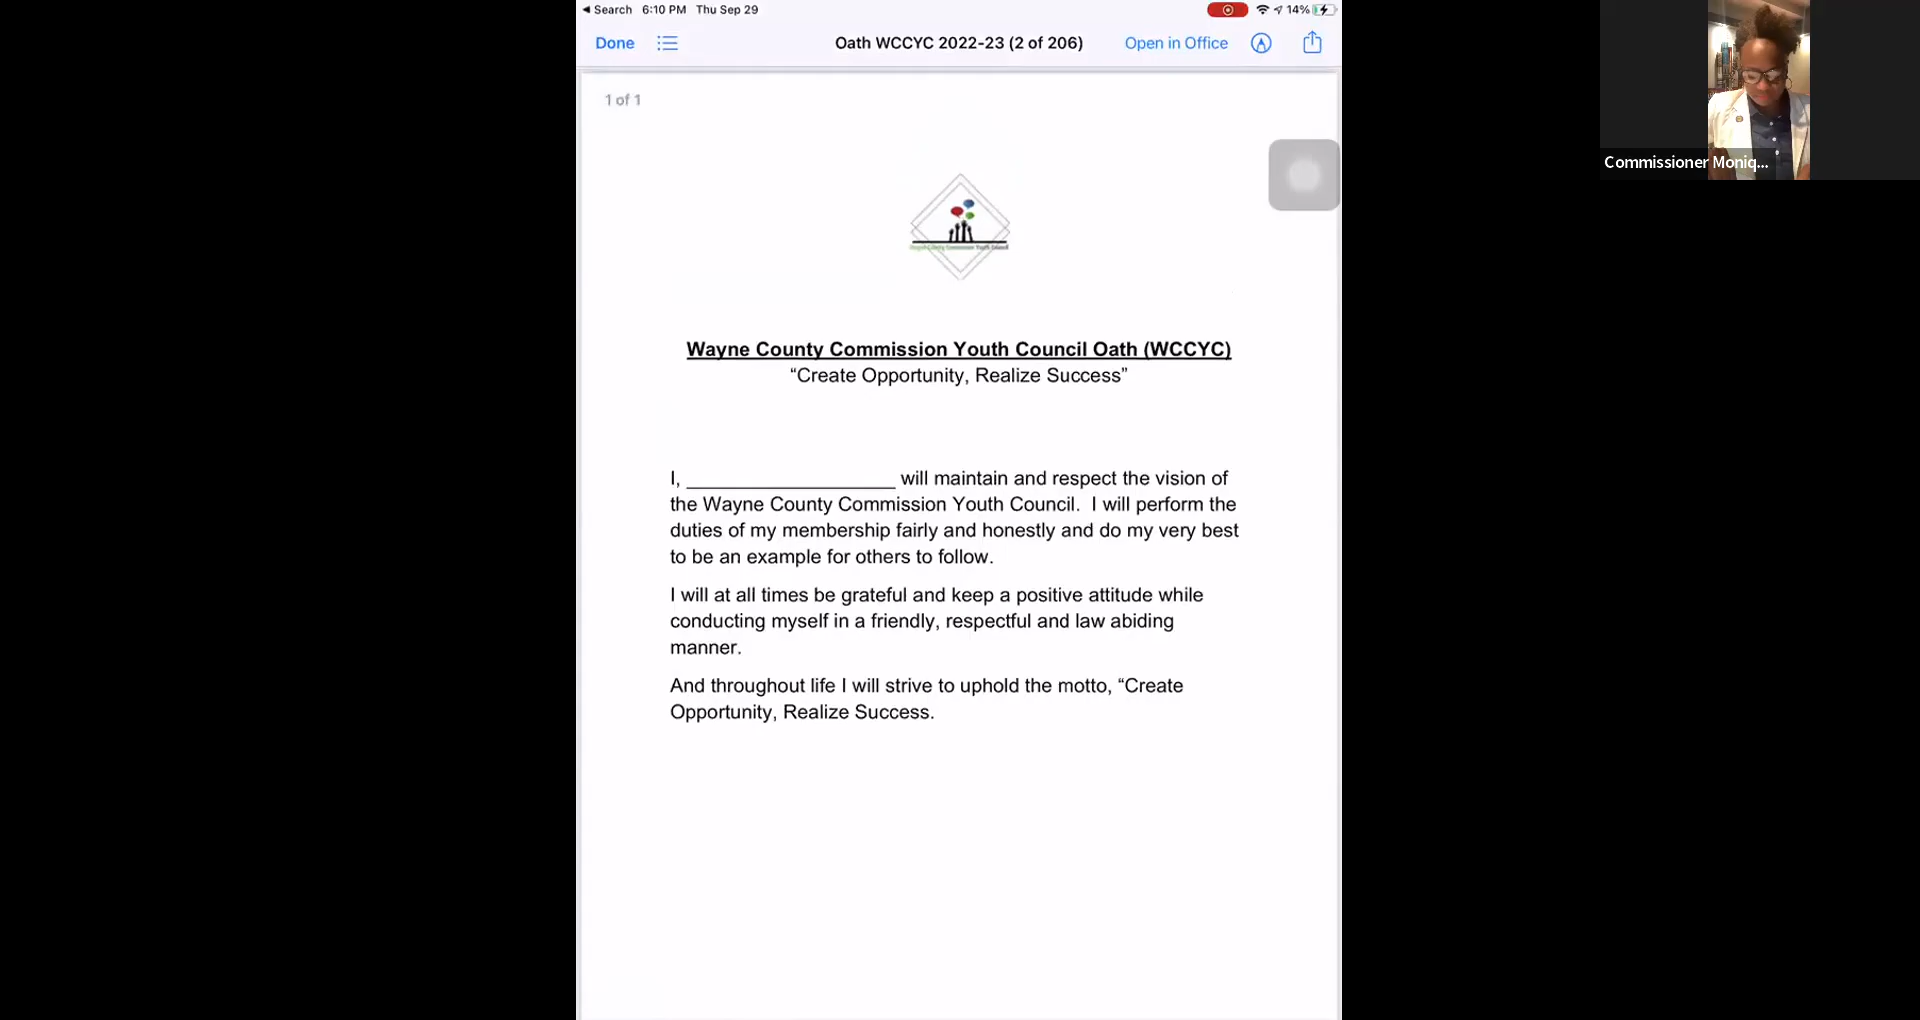 ◀ Search 6:10 PM Thu Sep 29 14%
Done Oath WCCYC 2022-23 (2 of 206) Open in Office
1 of 1
Commissioner Moniq...
Wayne County Commission Youth Council Oath (WCCYC)
“Create Opportunity, Realize Success”
I, ___________________ will maintain and respect the vision of
the Wayne County Commission Youth Council.  I will perform the
duties of my membership fairly and honestly and do my very best
to be an example for others to follow.
I will at all times be grateful and keep a positive attitude while
conducting myself in a friendly, respectful and law abiding
manner.
And throughout life I will strive to uphold the motto, “Create
Opportunity, Realize Success.